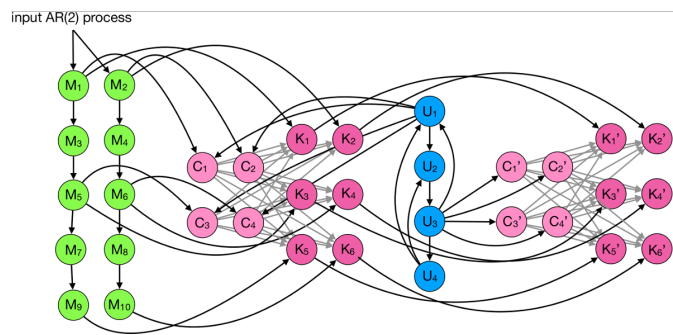 input AR(2) process
M₁ M₂ U₁ K₁ K₂ K₁' K₂'
M₃ M₄ C₁ C₂ U₂ C₁' C₂'
M₅ M₆ K₃ K₄ K₃' K₄'
C₃ C₄ U₃ C₃' C₄'
M₇ M₈ K₅ K₆ K₅' K₆'
U₄
M₉ M₁₀